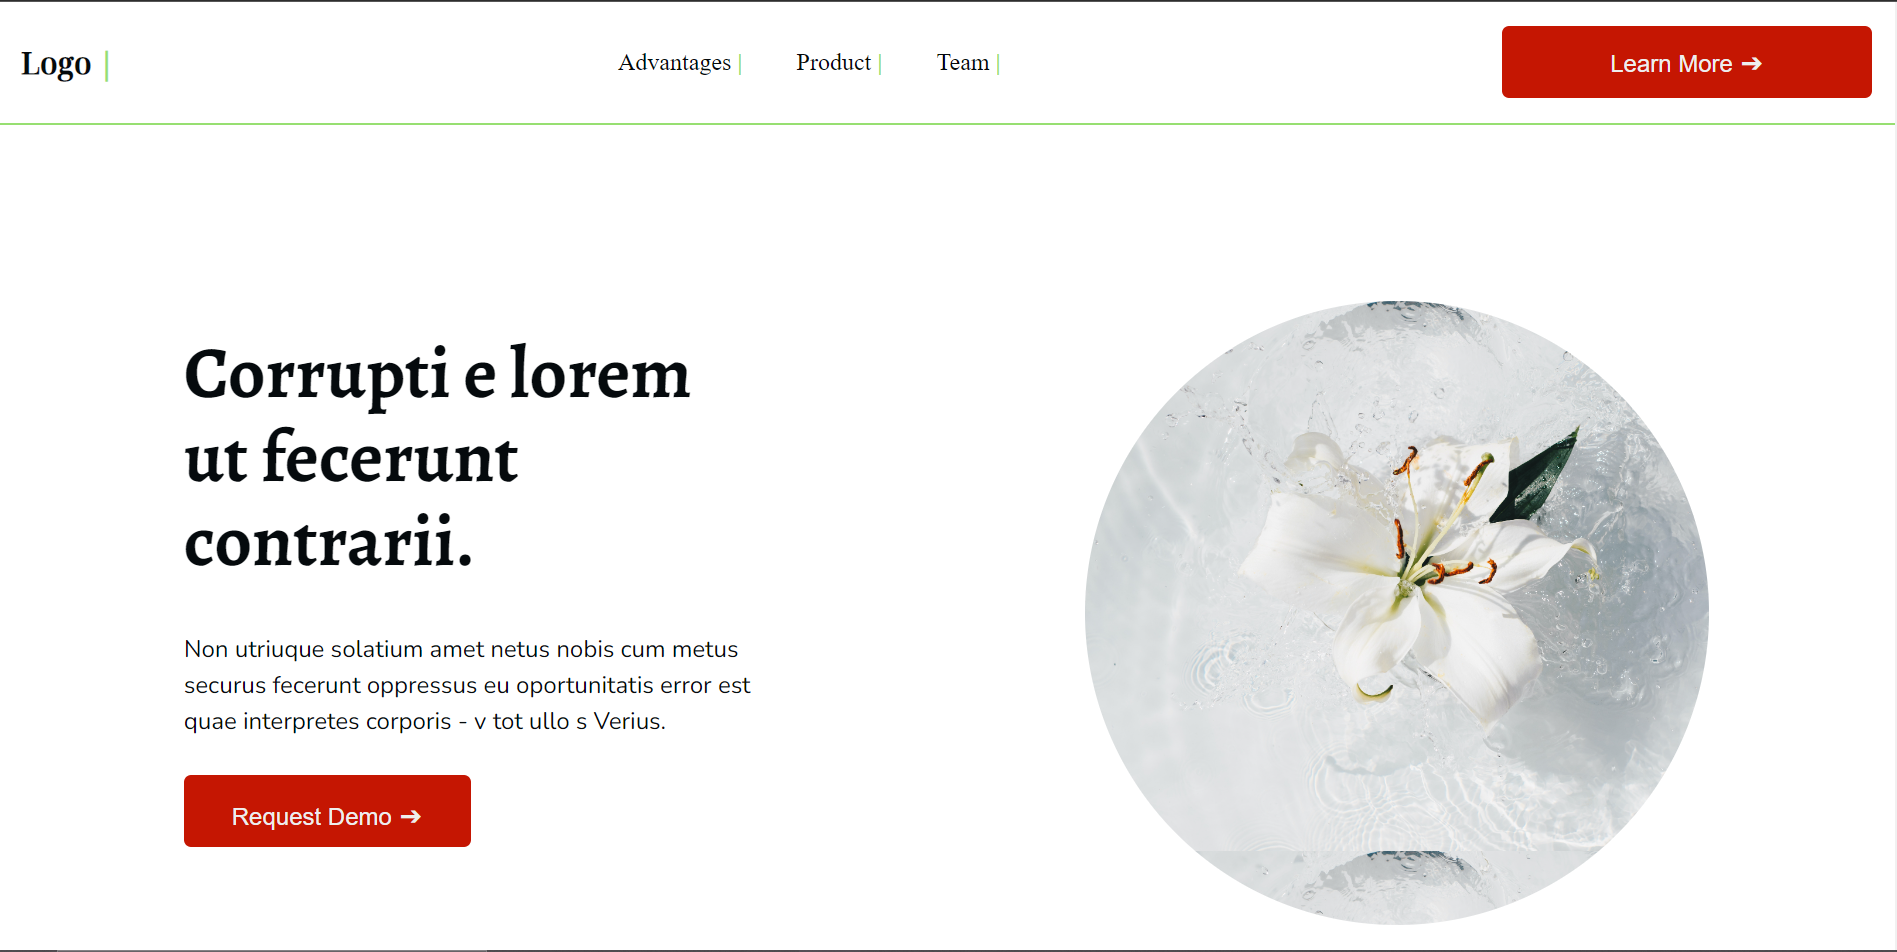 Logo |
Advantages | Product | Team |
Learn More ➔
Corrupti e lorem
ut fecerunt
contrarii.
Non utriuque solatium amet netus nobis cum metus
securus fecerunt oppressus eu oportunitatis error est
quae interpretes corporis - v tot ullo s Verius.
Request Demo ➔